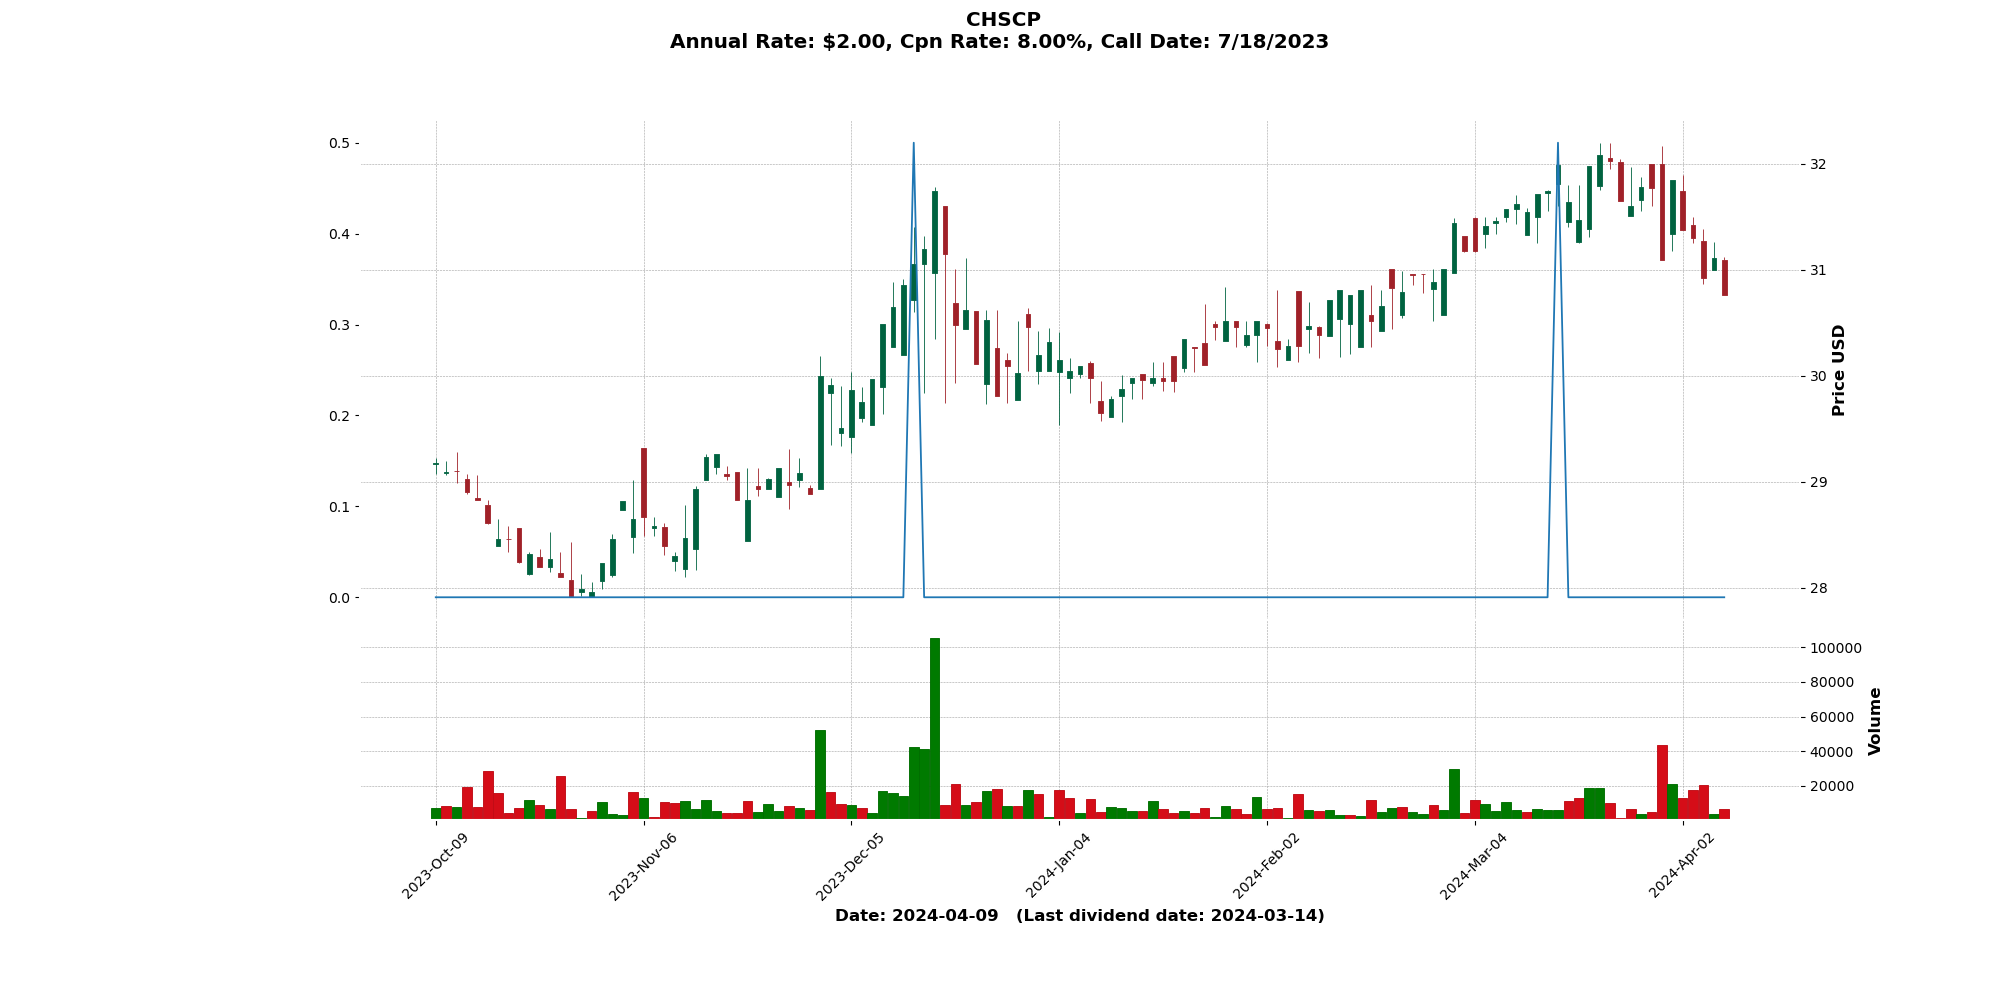 CHSCP
Annual Rate: $2.00, Cpn Rate: 8.00%, Call Date: 7/18/2023
0.5
0.4
0.3
0.2
0.1
0.0
32
31
30
29
28
Price USD
100000
80000
60000
40000
20000
Volume
2023-Oct-09
2023-Nov-06
2023-Dec-05
2024-Jan-04
2024-Feb-02
2024-Mar-04
2024-Apr-02
Date: 2024-04-09 (Last dividend date: 2024-03-14)